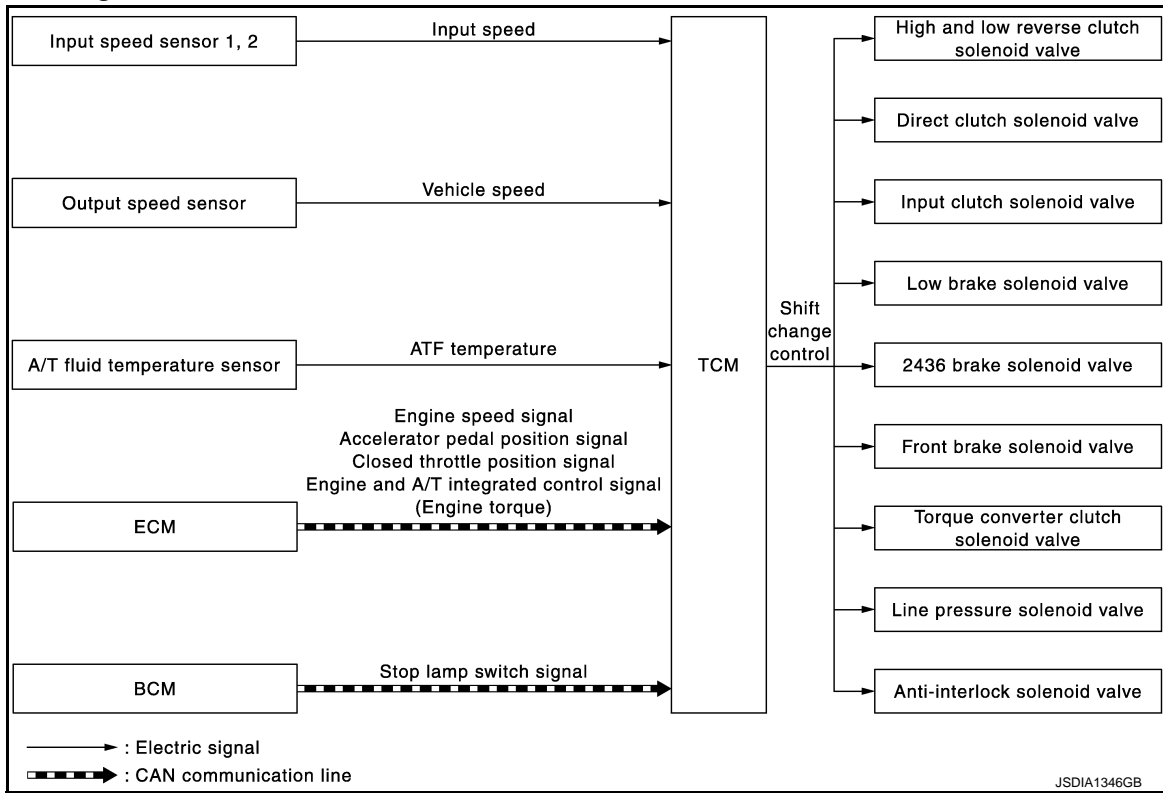 Input speed sensor 1, 2
Input speed
Output speed sensor
Vehicle speed
A/T fluid temperature sensor
ATF temperature
ECM
Engine speed signal
Accelerator pedal position signal
Closed throttle position signal
Engine and A/T integrated control signal
(Engine torque)
BCM
Stop lamp switch signal
TCM
Shift
change
control
High and low reverse clutch
solenoid valve
Direct clutch solenoid valve
Input clutch solenoid valve
Low brake solenoid valve
2436 brake solenoid valve
Front brake solenoid valve
Torque converter clutch
solenoid valve
Line pressure solenoid valve
Anti-interlock solenoid valve
: Electric signal
: CAN communication line
JSDIA1346GB